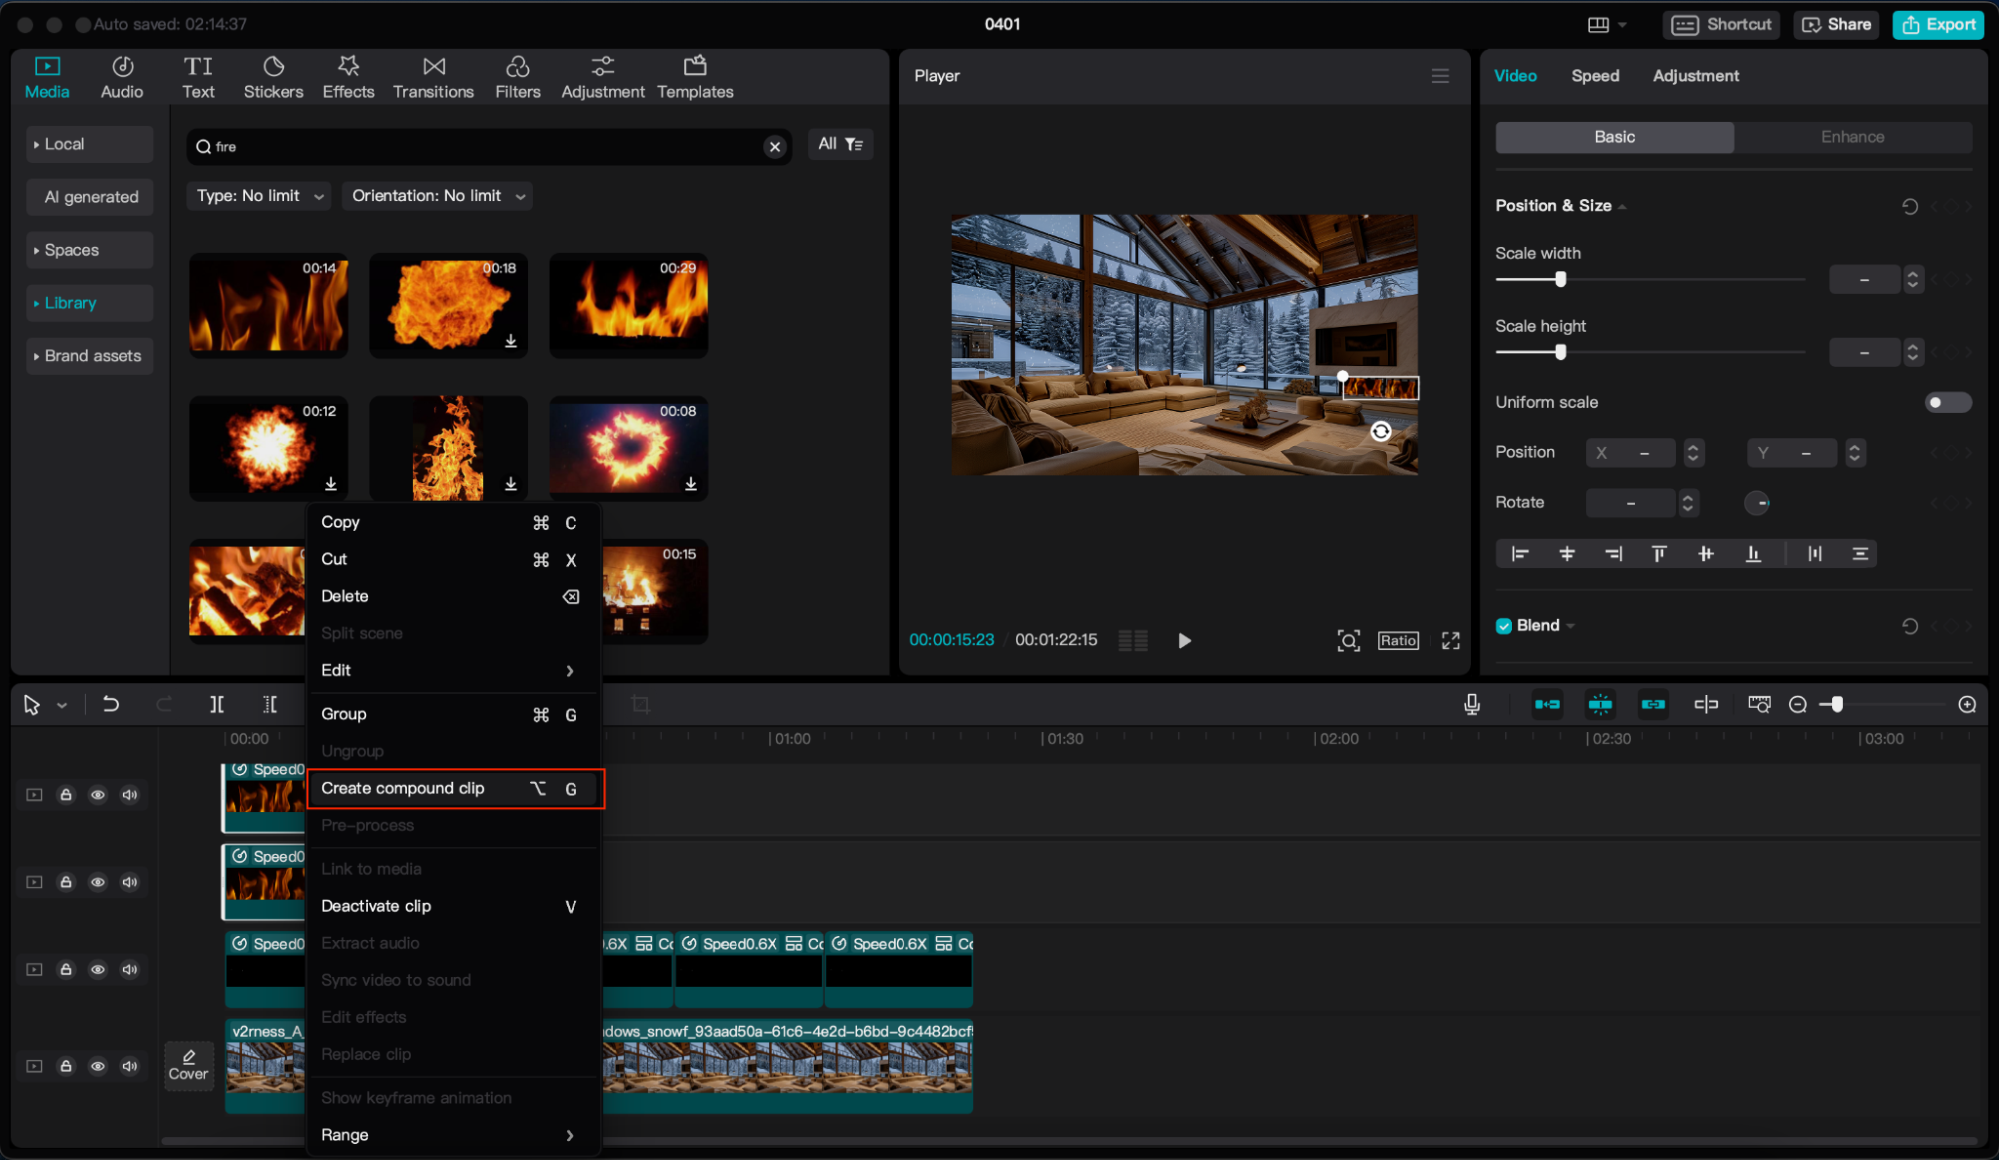 Auto saved: 02:14:37
0401
Shortcut
Share
Export
Media
Audio
TI
Text
Stickers
Effects
Transitions
Filters
Adjustment
Templates
Local
AI generated
Spaces
Library
Brand assets
fire
All
Type: No limit
Orientation: No limit
00:14
00:18
00:29
00:12
00:08
00:15
Player
00:00:15:23
00:01:22:15
Ratio
Video
Speed
Adjustment
Basic
Enhance
Position & Size
Scale width
–
Scale height
–
Uniform scale
Position
X –
Y –
Rotate
–
Blend
Copy ⌘ C
Cut ⌘ X
Delete
Split scene
Edit
Group ⌘ G
Ungroup
Create compound clip ⌥ G
Pre-process
Link to media
Deactivate clip V
Extract audio
Sync video to sound
Edit effects
Replace clip
Show keyframe animation
Range
00:00
01:00
01:30
02:00
02:30
03:00
Speed0
Speed0
Speed0
.6X
Speed0.6X
Speed0.6X
Cover
v2rness_A_
dows_snowf_93aad50a-61c6-4e2d-b6bd-9c4482bcf